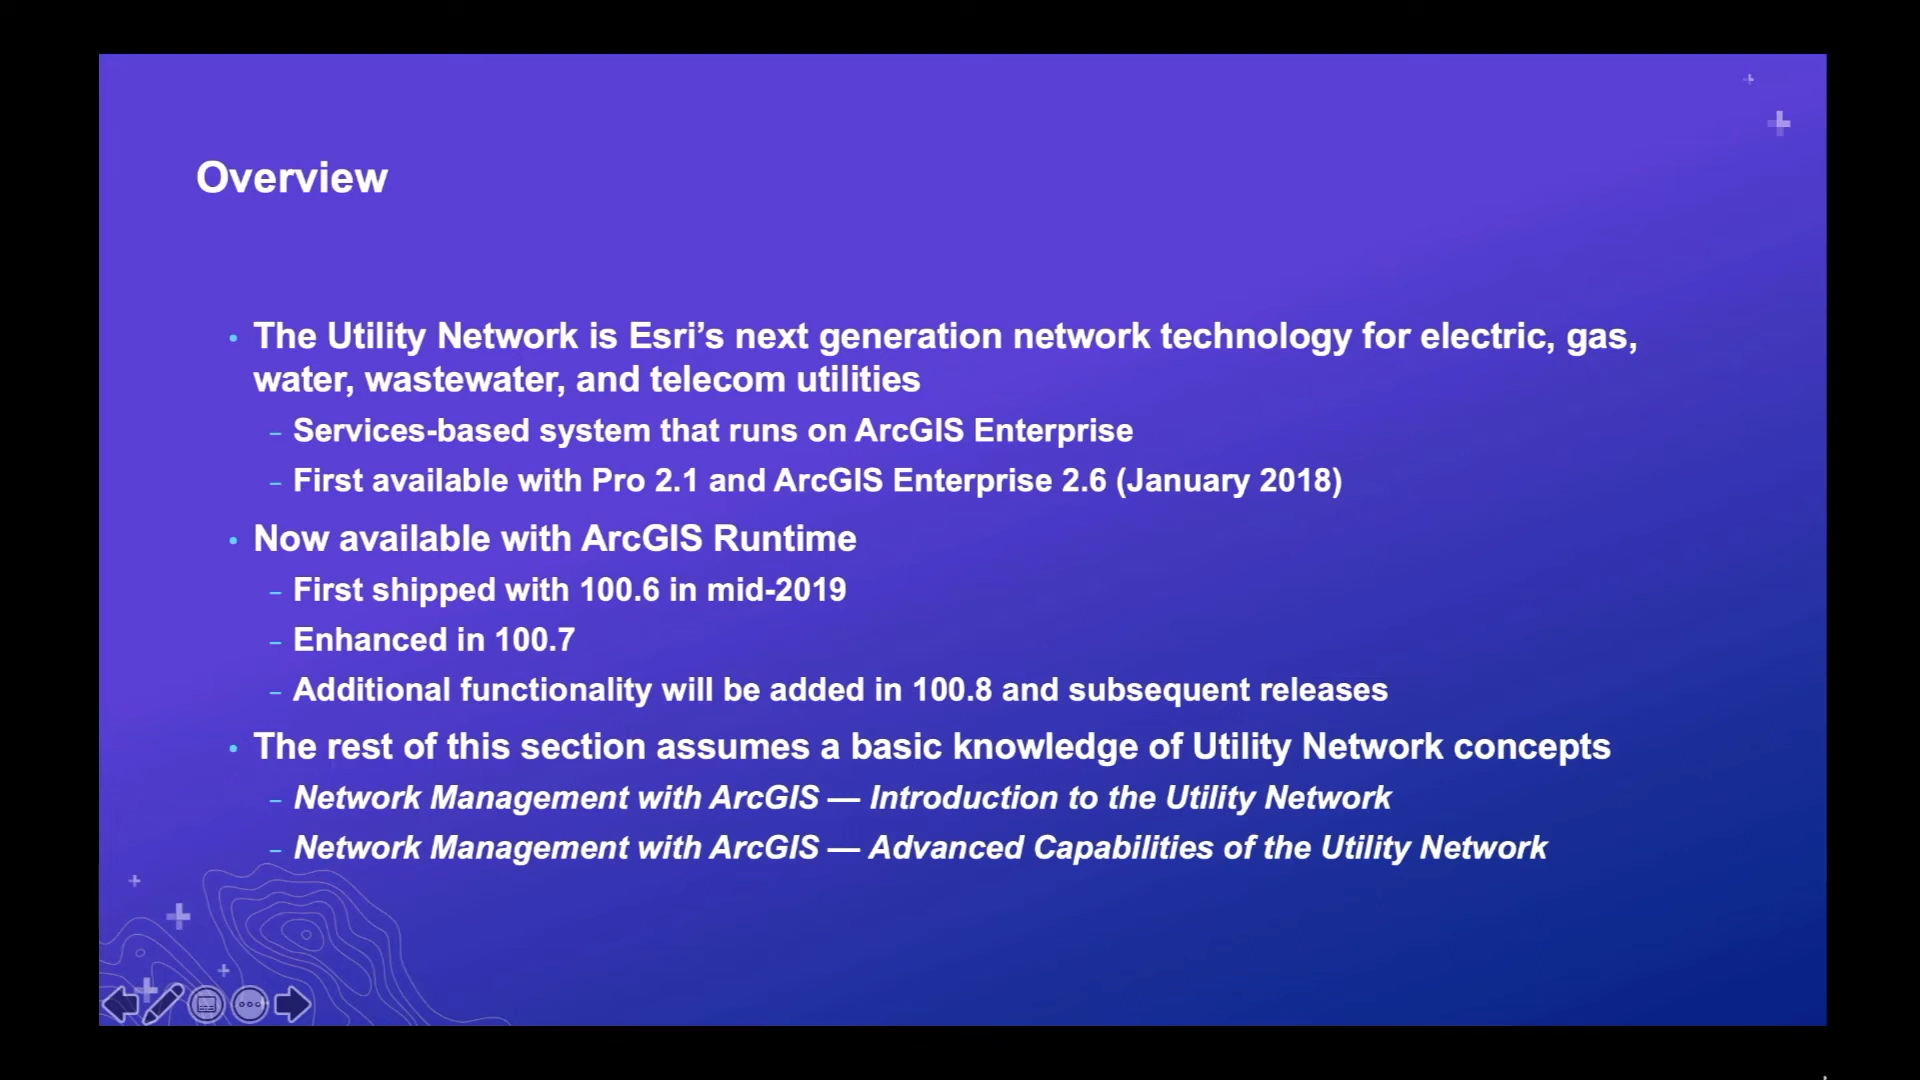 Overview
• The Utility Network is Esri’s next generation network technology for electric, gas,
water, wastewater, and telecom utilities
– Services-based system that runs on ArcGIS Enterprise
– First available with Pro 2.1 and ArcGIS Enterprise 2.6 (January 2018)
• Now available with ArcGIS Runtime
– First shipped with 100.6 in mid-2019
– Enhanced in 100.7
– Additional functionality will be added in 100.8 and subsequent releases
• The rest of this section assumes a basic knowledge of Utility Network concepts
– Network Management with ArcGIS — Introduction to the Utility Network
– Network Management with ArcGIS — Advanced Capabilities of the Utility Network